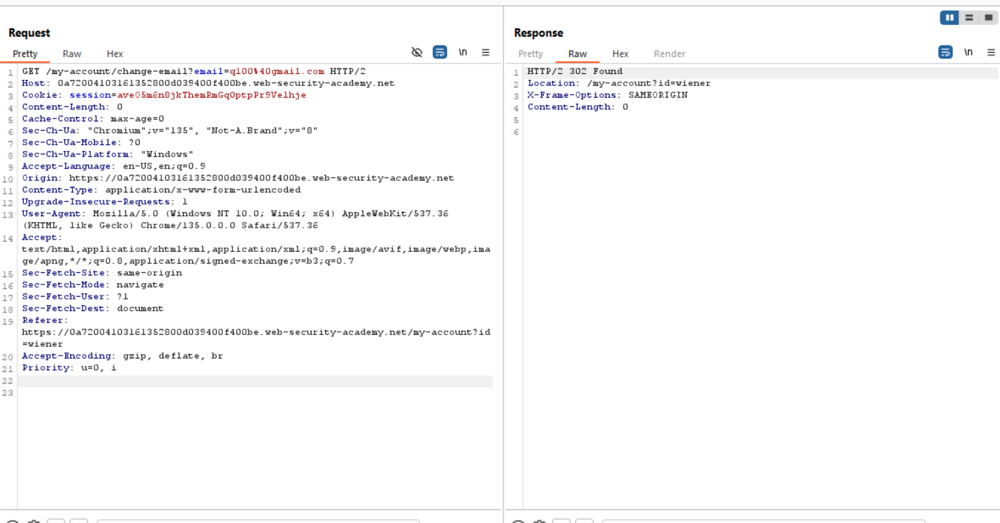 Request
Pretty Raw Hex \n
1 GET /my-account/change-email?email=q100%40gmail.com HTTP/2
2 Host: 0a72004103161352800d039400f400be.web-security-academy.net
3 Cookie: session=ave05m6n8jkThemRmGqOptpPr9Velhje
4 Content-Length: 0
5 Cache-Control: max-age=0
6 Sec-Ch-Ua: "Chromium";v="135", "Not-A.Brand";v="8"
7 Sec-Ch-Ua-Mobile: ?0
8 Sec-Ch-Ua-Platform: "Windows"
9 Accept-Language: en-US,en;q=0.9
10 Origin: https://0a72004103161352800d039400f400be.web-security-academy.net
11 Content-Type: application/x-www-form-urlencoded
12 Upgrade-Insecure-Requests: 1
13 User-Agent: Mozilla/5.0 (Windows NT 10.0; Win64; x64) AppleWebKit/537.36
(KHTML, like Gecko) Chrome/135.0.0.0 Safari/537.36
14 Accept:
text/html,application/xhtml+xml,application/xml;q=0.9,image/avif,image/webp,ima
ge/apng,*/*;q=0.8,application/signed-exchange;v=b3;q=0.7
15 Sec-Fetch-Site: same-origin
16 Sec-Fetch-Mode: navigate
17 Sec-Fetch-User: ?1
18 Sec-Fetch-Dest: document
19 Referer:
https://0a72004103161352800d039400f400be.web-security-academy.net/my-account?id
=wiener
20 Accept-Encoding: gzip, deflate, br
21 Priority: u=0, i
22
23
Response
Pretty Raw Hex Render \n
1 HTTP/2 302 Found
2 Location: /my-account?id=wiener
3 X-Frame-Options: SAMEORIGIN
4 Content-Length: 0
5
6